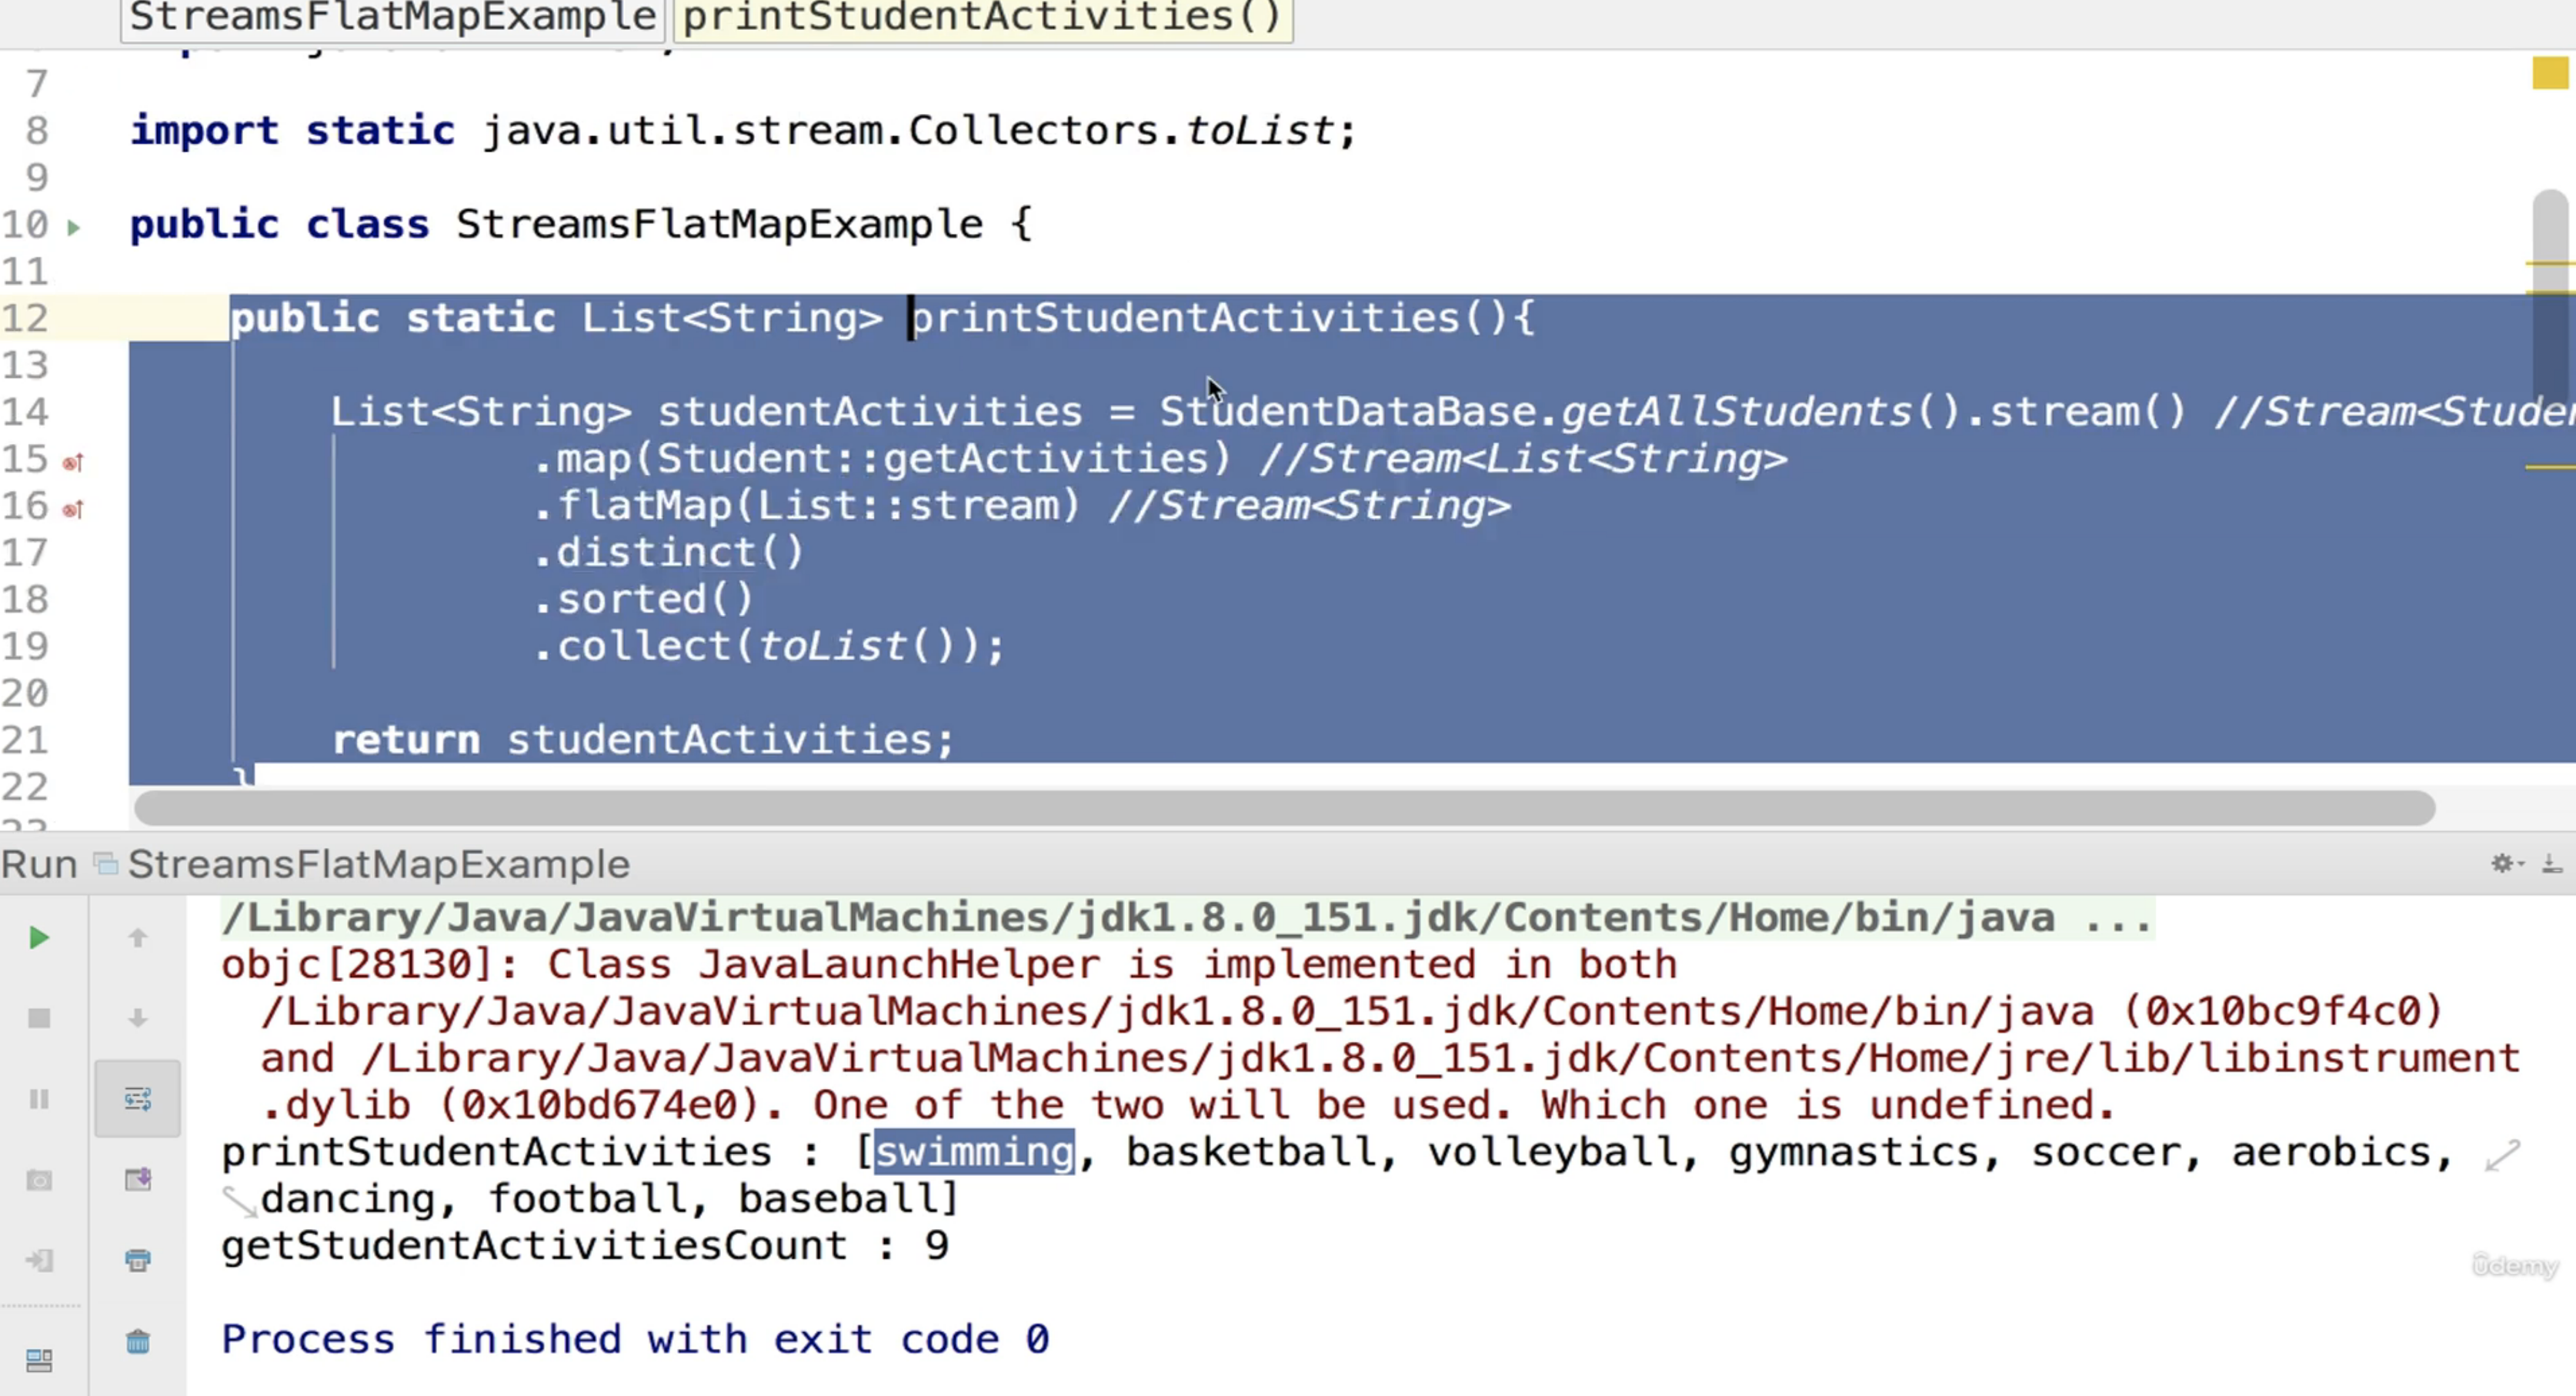 StreamsFlatMapExample printStudentActivities()
7
8 import static java.util.stream.Collectors.toList;
9
10 public class StreamsFlatMapExample {
11
12 public static List<String> printStudentActivities(){
13
14 List<String> studentActivities = StudentDataBase.getAllStudents().stream() //Stream<Studen
15 .map(Student::getActivities) //Stream<List<String>
16 .flatMap(List::stream) //Stream<String>
17 .distinct()
18 .sorted()
19 .collect(toList());
20
21 return studentActivities;
22 }
Run StreamsFlatMapExample
/Library/Java/JavaVirtualMachines/jdk1.8.0_151.jdk/Contents/Home/bin/java ...
objc[28130]: Class JavaLaunchHelper is implemented in both
/Library/Java/JavaVirtualMachines/jdk1.8.0_151.jdk/Contents/Home/bin/java (0x10bc9f4c0)
and /Library/Java/JavaVirtualMachines/jdk1.8.0_151.jdk/Contents/Home/jre/lib/libinstrument
.dylib (0x10bd674e0). One of the two will be used. Which one is undefined.
printStudentActivities : [swimming, basketball, volleyball, gymnastics, soccer, aerobics,
dancing, football, baseball]
getStudentActivitiesCount : 9
ûdemy
Process finished with exit code 0